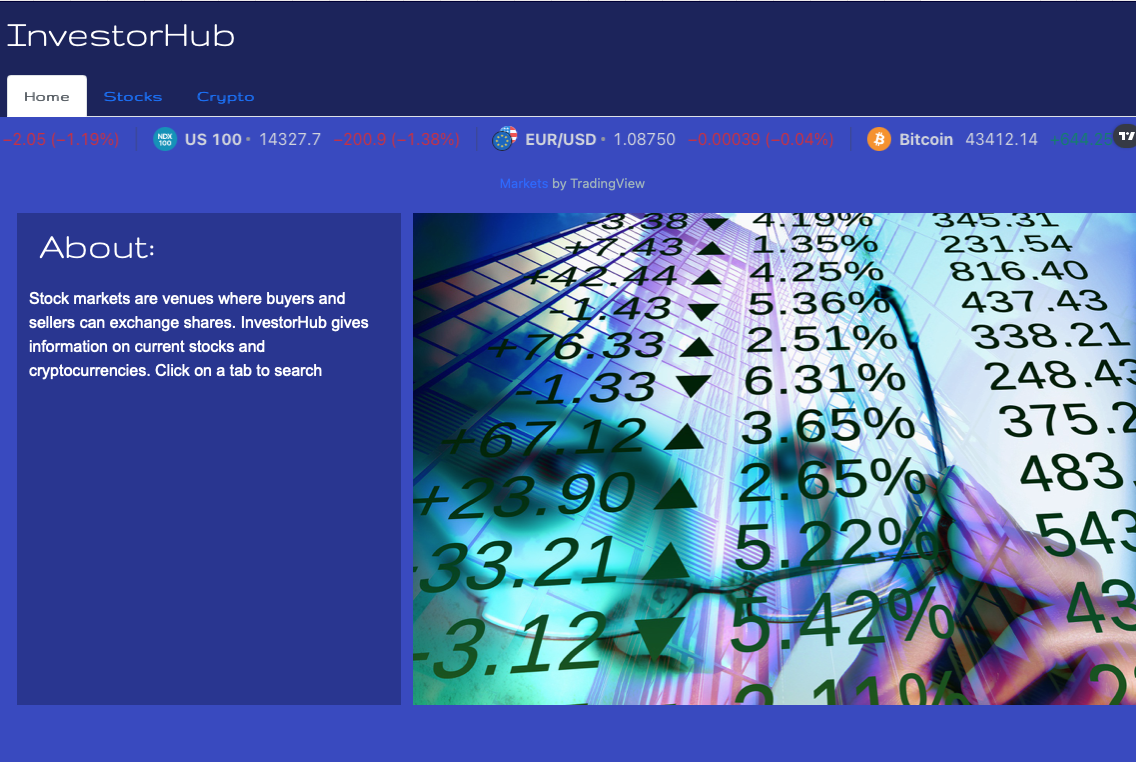 InvestorHub
Home Stocks Crypto
−2.05 (−1.19%) NDX 100 US 100 14327.7 −200.9 (−1.38%) EUR/USD 1.08750 −0.00039 (−0.04%) Bitcoin 43412.14 +644.25
Markets by TradingView
About:
Stock markets are venues where buyers and
sellers can exchange shares. InvestorHub gives
information on current stocks and
cryptocurrencies. Click on a tab to search
3.38 ▼ 4.19% 345.31
+7.43 ▲ 1.35% 231.54
+42.44 ▲ 4.25% 816.40
-1.43 ▼ 5.36% 437.43
+76.33 ▲ 2.51% 338.21
-1.33 ▼ 6.31% 248.43
+67.12 ▲ 3.65% 375.2
+23.90 ▲ 2.65% 483.
33.21 ▲ 5.22% 543
-3.12 ▼ 5.42% 43
2.11%